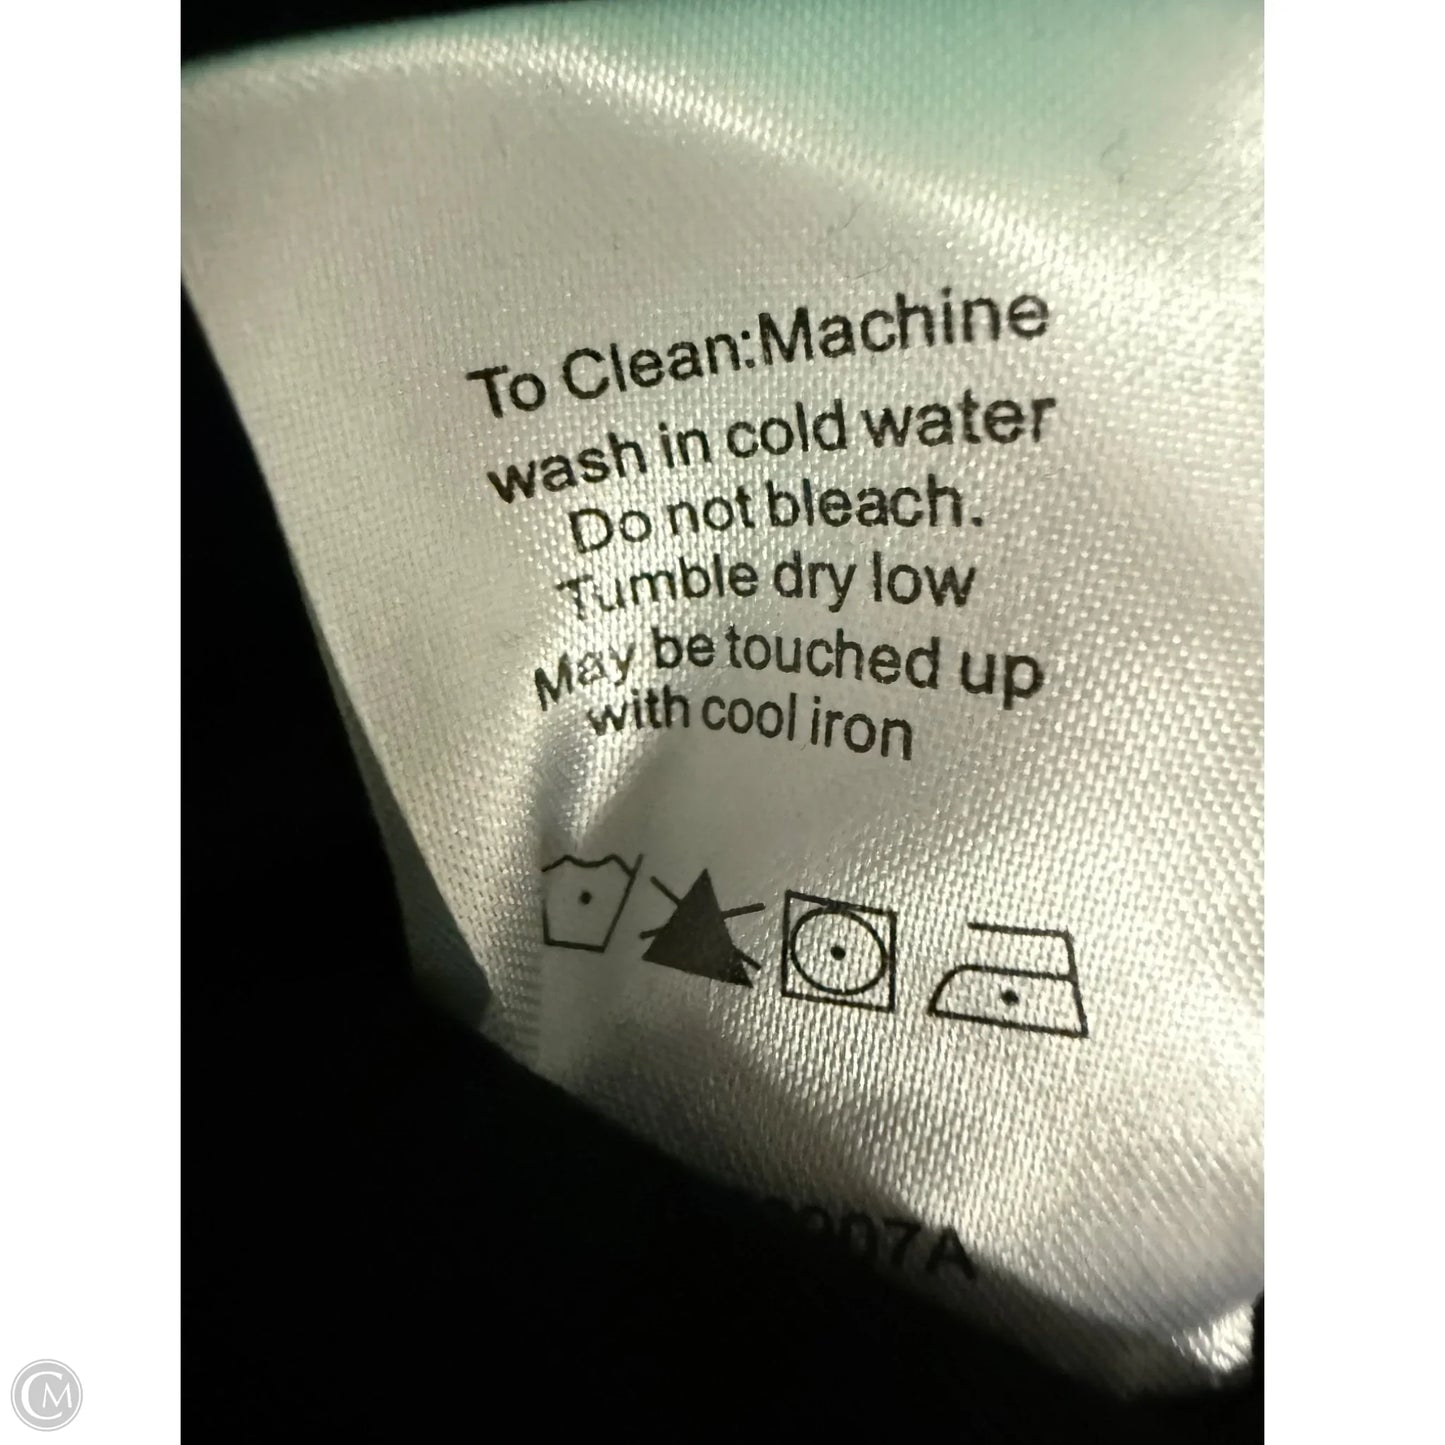 To Clean:Machine
wash in cold water
Do not bleach.
Tumble dry low
May be touched up
with cool iron
CM